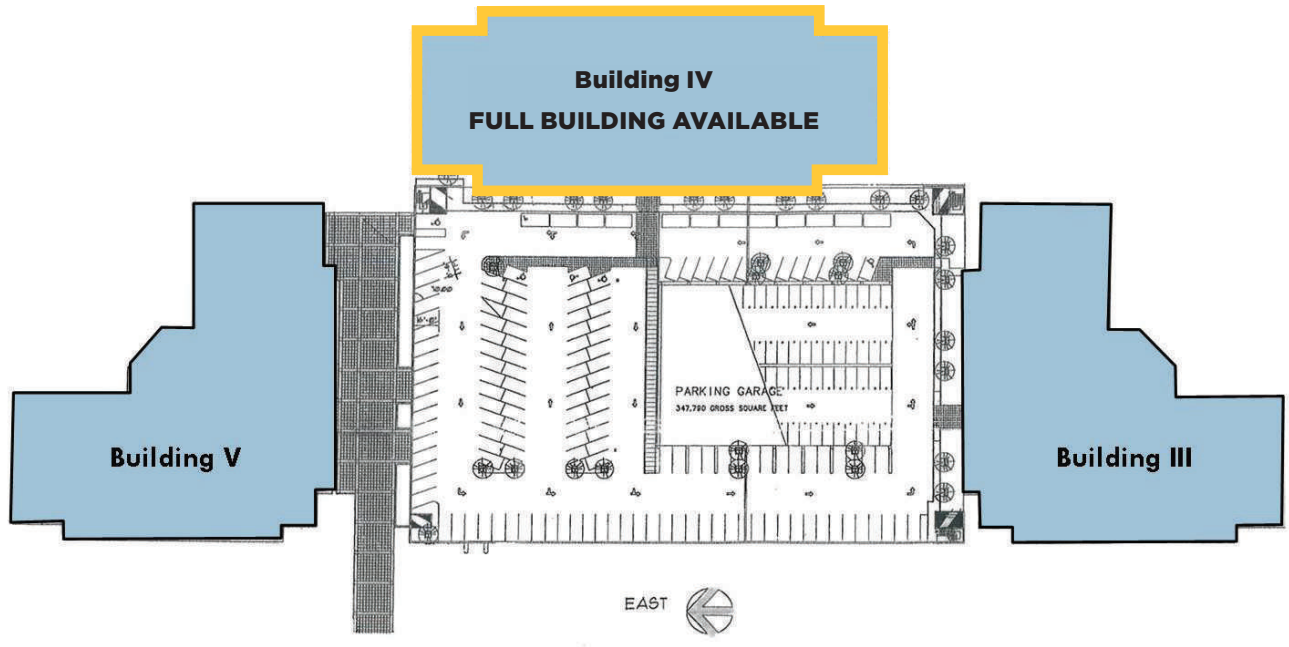 Building IV
FULL BUILDING AVAILABLE
PARKING GARAGE
347,790 GROSS SQUARE FEET
Building V
Building III
EAST